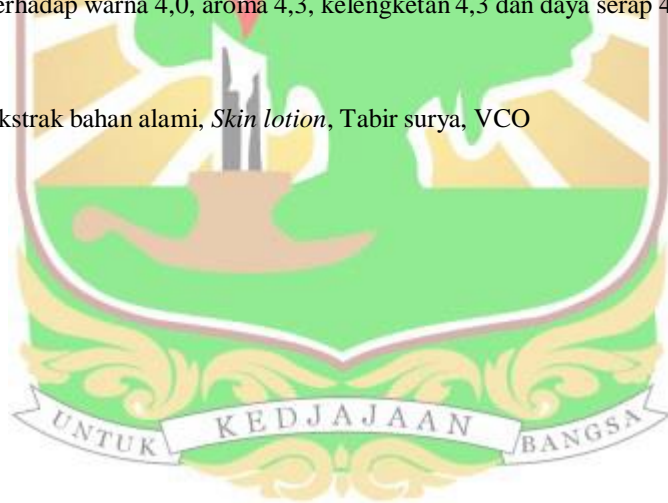 erhadap warna 4,0, aroma 4,3, kelengketan 4,3 dan daya serap 4
kstrak bahan alami, Skin lotion, Tabir surya, VCO
UNTUK KEDJAJAAN BANGSA